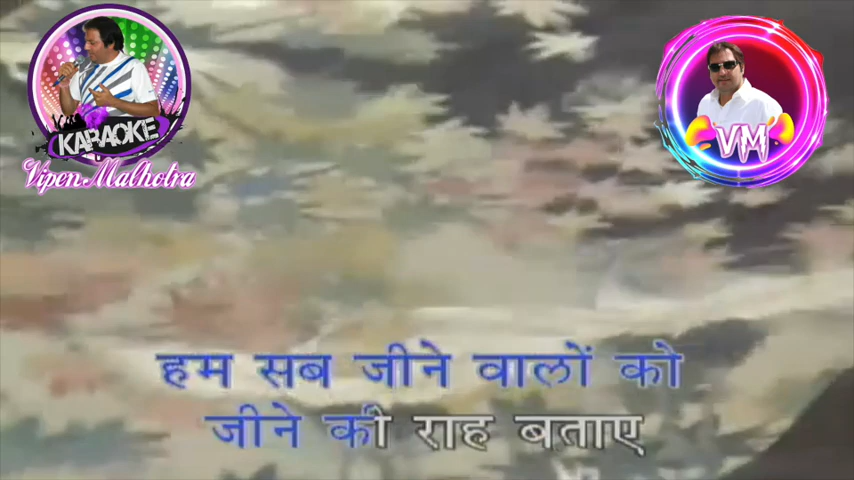 KARAOKE
Vipen Malhotra
VM
हम सब जीने वालों को
जीने की राह बताए